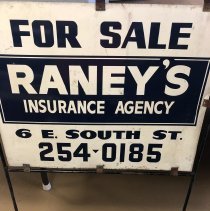 FOR SALE
RANEY'S
INSURANCE AGENCY
6 E. SOUTH ST.
254-0185